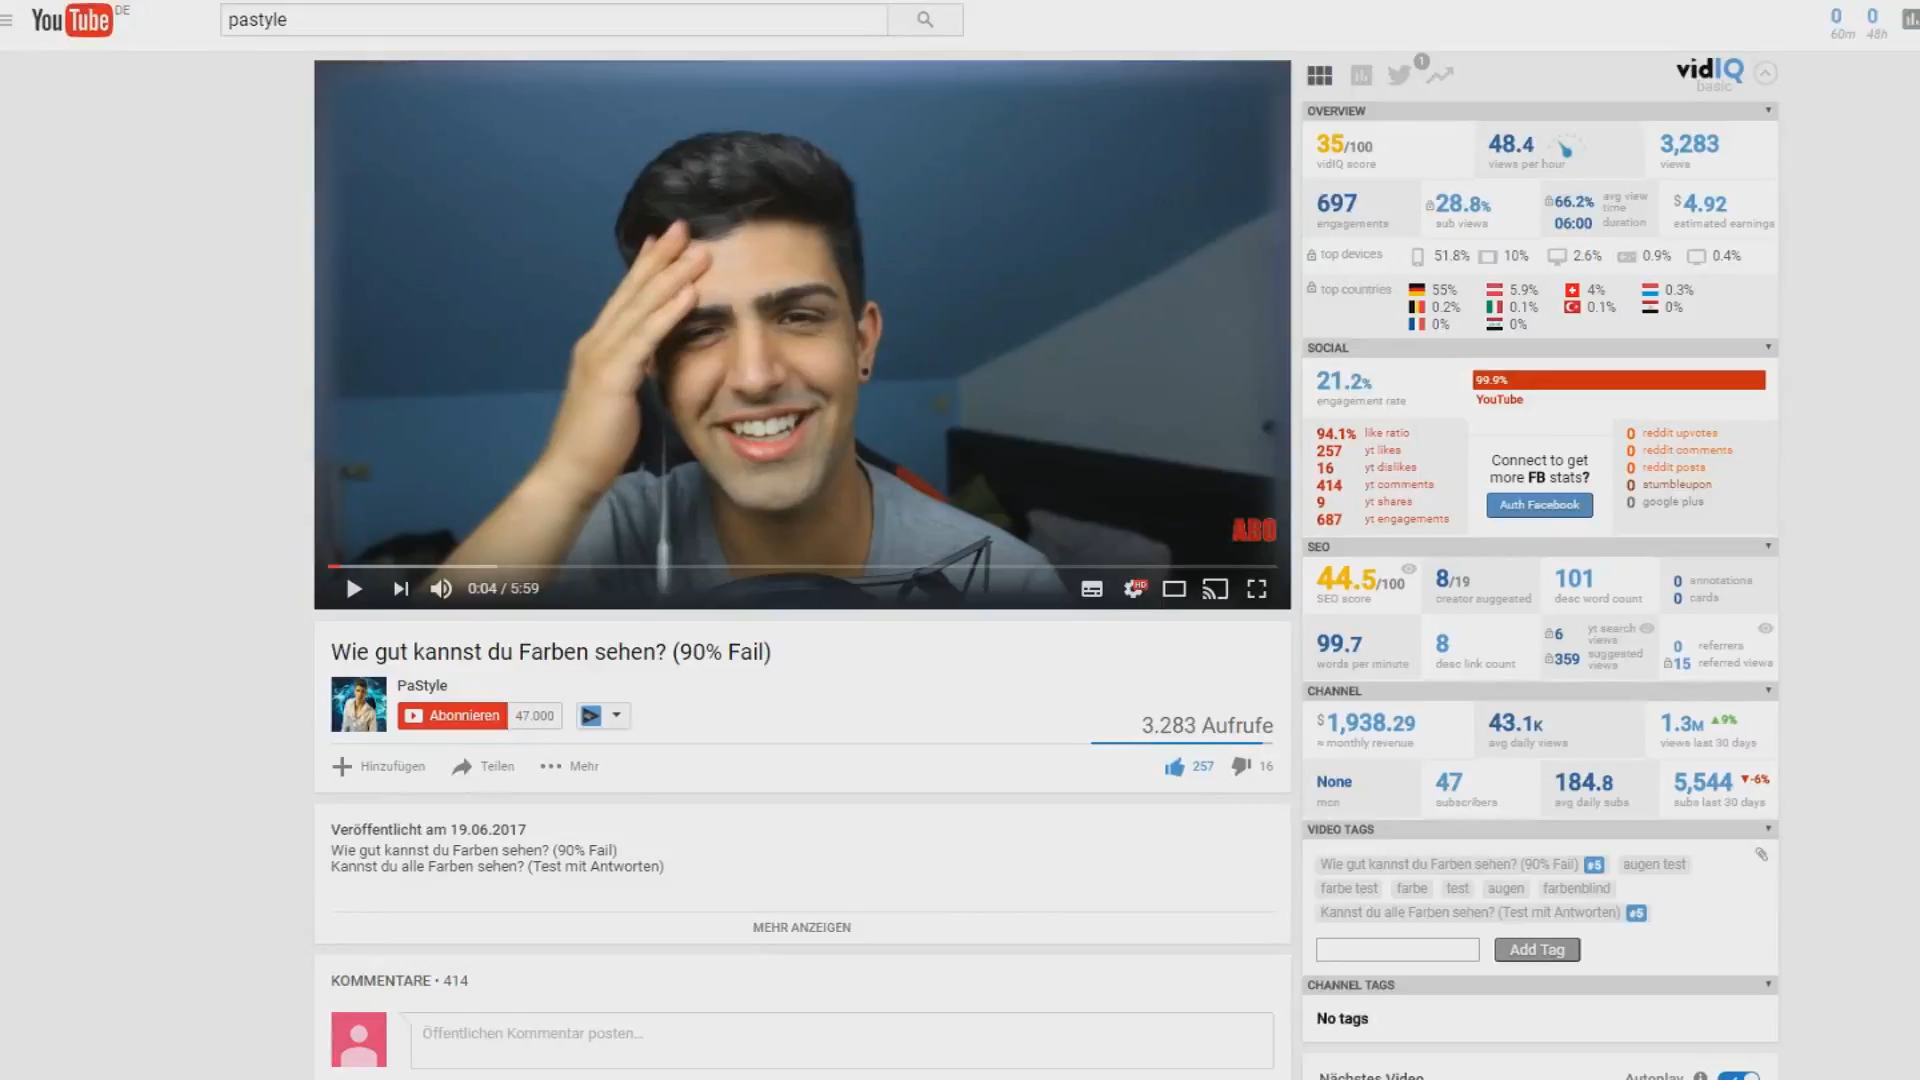 YouTube DE
pastyle
0 0
60m 48h
ABO
0:04 / 5:59
HD
Wie gut kannst du Farben sehen? (90% Fail)
PaStyle
Abonnieren 47.000
3.283 Aufrufe
Hinzufügen Teilen Mehr
257 16
Veröffentlicht am 19.06.2017
Wie gut kannst du Farben sehen? (90% Fail)
Kannst du alle Farben sehen? (Test mit Antworten)
MEHR ANZEIGEN
KOMMENTARE • 414
Öffentlichen Kommentar posten...
1
vidIQ
basic
OVERVIEW
35/100 48.4 3,283
vidIQ score views per hour views
697 28.8% 66.2% avg view time $4.92
engagements sub views 06:00 duration estimated earnings
top devices 51.8% 10% 2.6% 0.9% 0.4%
top countries 55% 5.9% 4% 0.3%
0.2% 0.1% 0.1% 0%
0% 0%
SOCIAL
21.2% 99.9%
engagement rate YouTube
94.1% like ratio
257 yt likes
16 yt dislikes
414 yt comments
9 yt shares
687 yt engagements
Connect to get
more FB stats?
Auth Facebook
0 reddit upvotes
0 reddit comments
0 reddit posts
0 stumbleupon
0 google plus
SEO
44.5/100 8/19 101 0 annotations
SEO score creator suggested desc word count 0 cards
99.7 8 6 yt search views 0 referrers
words per minute desc link count 359 suggested views 15 referred views
CHANNEL
$1,938.29 43.1K 1.3M ▲9%
≈ monthly revenue avg daily views views last 30 days
None 47 184.8 5,544 ▼-6%
mcn subscribers avg daily subs subs last 30 days
VIDEO TAGS
Wie gut kannst du Farben sehen? (90% Fail) #5 augen test
farbe test farbe test augen farbenblind
Kannst du alle Farben sehen? (Test mit Antworten) #5
Add Tag
CHANNEL TAGS
No tags
Nächstes Video Autoplay